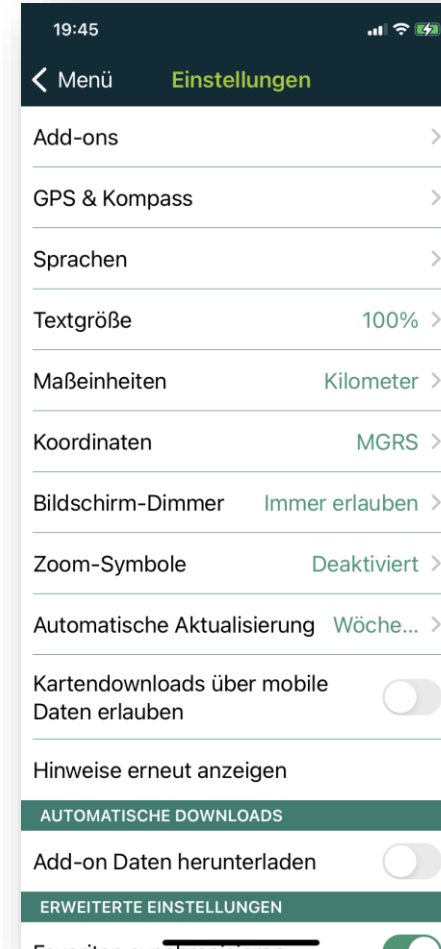 19:45
Menü Einstellungen
Add-ons
GPS & Kompass
Sprachen
Textgröße 100%
Maßeinheiten Kilometer
Koordinaten MGRS
Bildschirm-Dimmer Immer erlauben
Zoom-Symbole Deaktiviert
Automatische Aktualisierung Wöche...
Kartendownloads über mobile
Daten erlauben
Hinweise erneut anzeigen
AUTOMATISCHE DOWNLOADS
Add-on Daten herunterladen
ERWEITERTE EINSTELLUNGEN
Favoriten